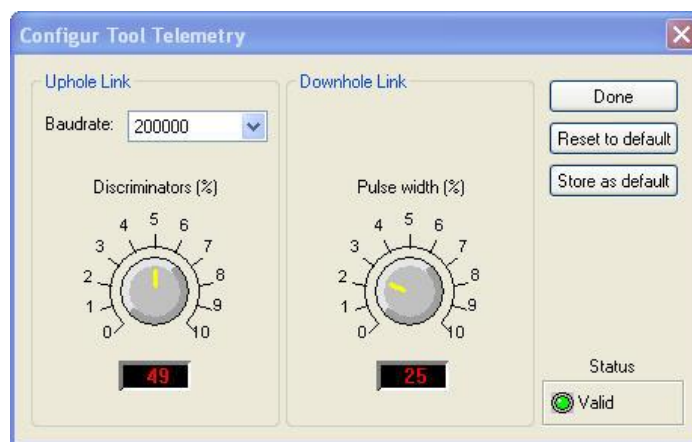 Configur Tool Telemetry
Uphole Link
Baudrate: 200000
Discriminators (%)
0 1 2 3 4 5 6 7 8 9 10
49
Downhole Link
Pulse width (%)
0 1 2 3 4 5 6 7 8 9 10
25
Done
Reset to default
Store as default
Status
Valid